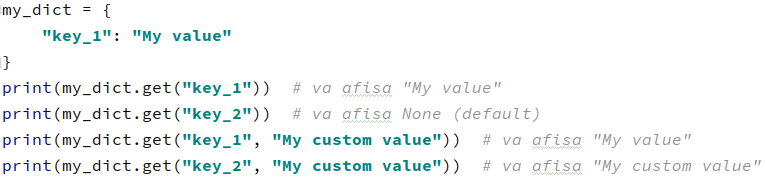 my_dict = {
    "key_1": "My value"
}
print(my_dict.get("key_1"))  # va afisa "My value"
print(my_dict.get("key_2"))  # va afisa None (default)
print(my_dict.get("key_1", "My custom value"))  # va afisa "My value"
print(my_dict.get("key_2", "My custom value"))  # va afisa "My custom value"